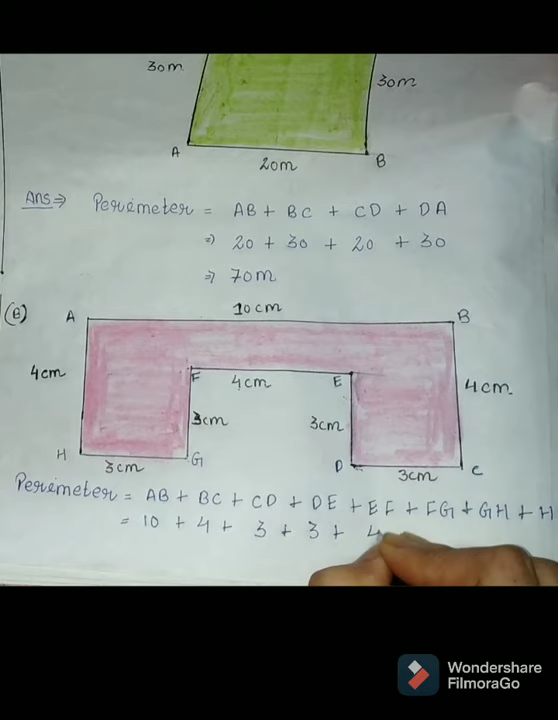 30m
30m
A
B
20m
Ans⇒ Perimeter = AB + BC + CD + DA
⇒ 20 + 30 + 20 + 30
⇒ 70m
(B)
A
10cm
B
4cm
F
4cm
E
4cm
3cm
3cm
H
3cm
G
D
3cm
C
Perimeter = AB + BC + CD + DE + EF + FG + GH + H
= 10 + 4 + 3 + 3 + 4
Wondershare
FilmoraGo